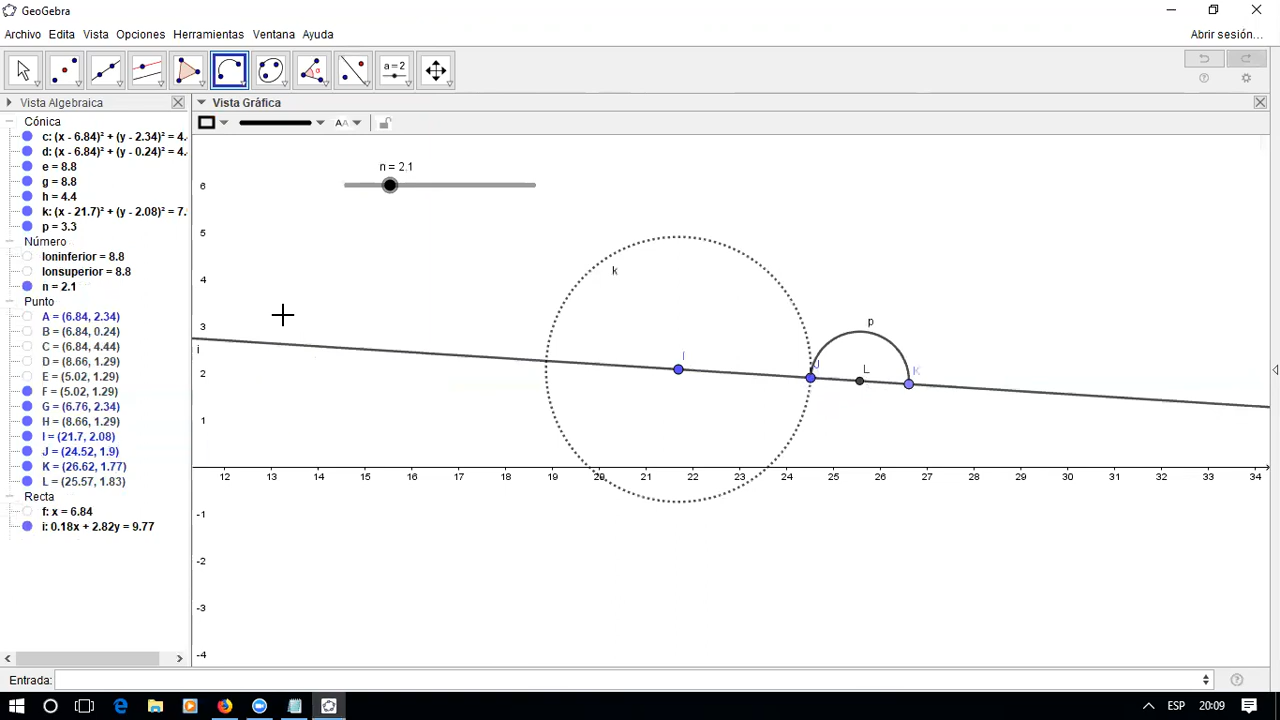 GeoGebra
Archivo Edita Vista Opciones Herramientas Ventana Ayuda
Abrir sesión...
a = 2
Vista Algebraica
Vista Gráfica
AA
Cónica
c: (x - 6.84)² + (y - 2.34)² = 4.
d: (x - 6.84)² + (y - 0.24)² = 4.
e = 8.8
g = 8.8
h = 4.4
k: (x - 21.7)² + (y - 2.08)² = 7.
p = 3.3
Número
loninferior = 8.8
lonsuperior = 8.8
n = 2.1
Punto
A = (6.84, 2.34)
B = (6.84, 0.24)
C = (6.84, 4.44)
D = (8.66, 1.29)
E = (5.02, 1.29)
F = (5.02, 1.29)
G = (6.76, 2.34)
H = (8.66, 1.29)
I = (21.7, 2.08)
J = (24.52, 1.9)
K = (26.62, 1.77)
L = (25.57, 1.83)
Recta
f: x = 6.84
i: 0.18x + 2.82y = 9.77
n = 2.1
6
5
4
3
2
1
-1
-2
-3
-4
k
p
i
I
J
L
K
12 13 14 15 16 17 18 19 20 21 22 23 24 25 26 27 28 29 30 31 32 33 34
Entrada:
ESP 20:09